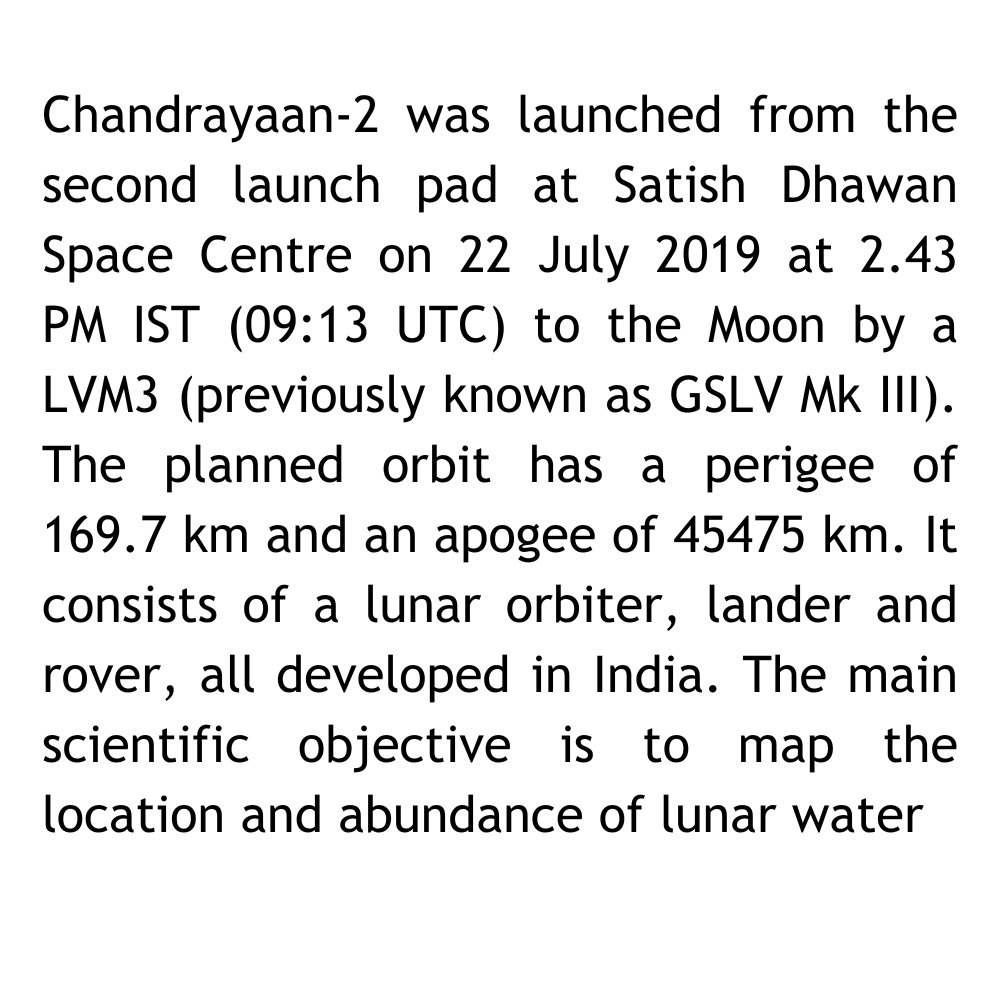 Chandrayaan-2 was launched from the
second launch pad at Satish Dhawan
Space Centre on 22 July 2019 at 2.43
PM IST (09:13 UTC) to the Moon by a
LVM3 (previously known as GSLV Mk III).
The planned orbit has a perigee of
169.7 km and an apogee of 45475 km. It
consists of a lunar orbiter, lander and
rover, all developed in India. The main
scientific objective is to map the
location and abundance of lunar water